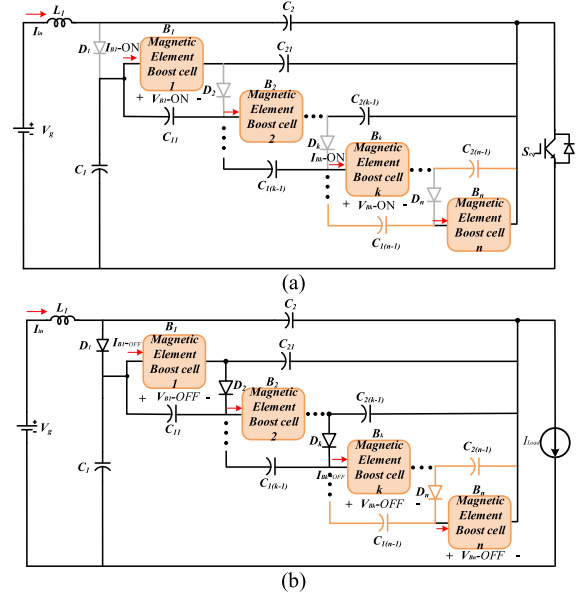 L1
C2
Iin
D1
IB1-ON
B1
Magnetic
Element
Boost cell
1
C21
+ VB1-ON -
D2
B2
Magnetic
Element
Boost cell
2
C11
C2(k-1)
Vg
C1
Dk
IBk-ON
C1(k-1)
Bk
Magnetic
Element
Boost cell
k
+ VBk-ON -
C2(n-1)
Seq
Dn
Bn
Magnetic
Element
Boost cell
n
C1(n-1)
(a)
L1
C2
Iin
D1
IB1-OFF
B1
Magnetic
Element
Boost cell
1
C21
+ VB1-OFF -
D2
B2
Magnetic
Element
Boost cell
2
C11
C2(k-1)
Vg
C1
Dk
IBk-OFF
C1(k-1)
Bk
Magnetic
Element
Boost cell
k
+ VBk-OFF -
C2(n-1)
ILoad
Dn
Bn
Magnetic
Element
Boost cell
n
+ VBn-OFF -
C1(n-1)
(b)